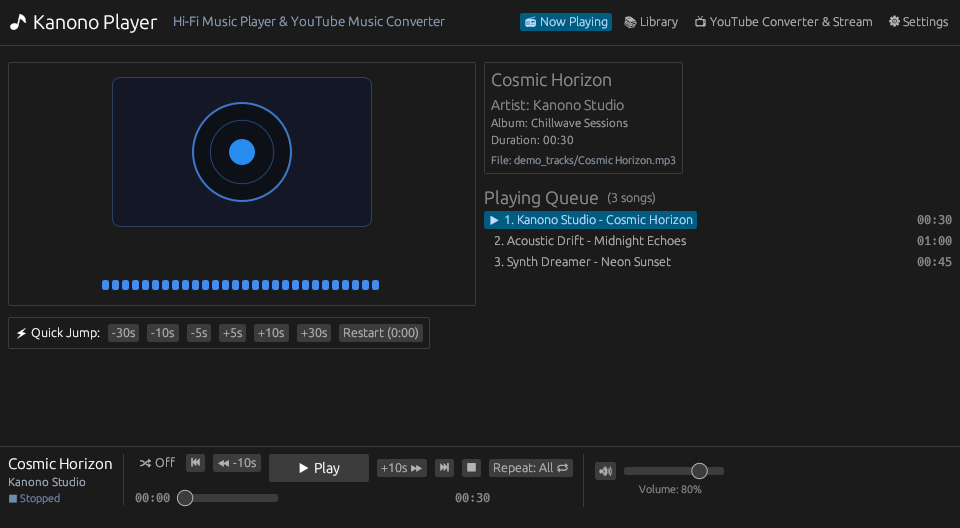 Kanono Player Hi-Fi Music Player & YouTube Music Converter Now Playing Library YouTube Converter & Stream Settings
Cosmic Horizon
Artist: Kanono Studio
Album: Chillwave Sessions
Duration: 00:30
File: demo_tracks/Cosmic Horizon.mp3
Playing Queue (3 songs)
1. Kanono Studio - Cosmic Horizon 00:30
2. Acoustic Drift - Midnight Echoes 01:00
3. Synth Dreamer - Neon Sunset 00:45
Quick Jump: -30s -10s -5s +5s +10s +30s Restart (0:00)
Cosmic Horizon
Kanono Studio
Stopped
Off -10s Play +10s Repeat: All
00:00 00:30
Volume: 80%